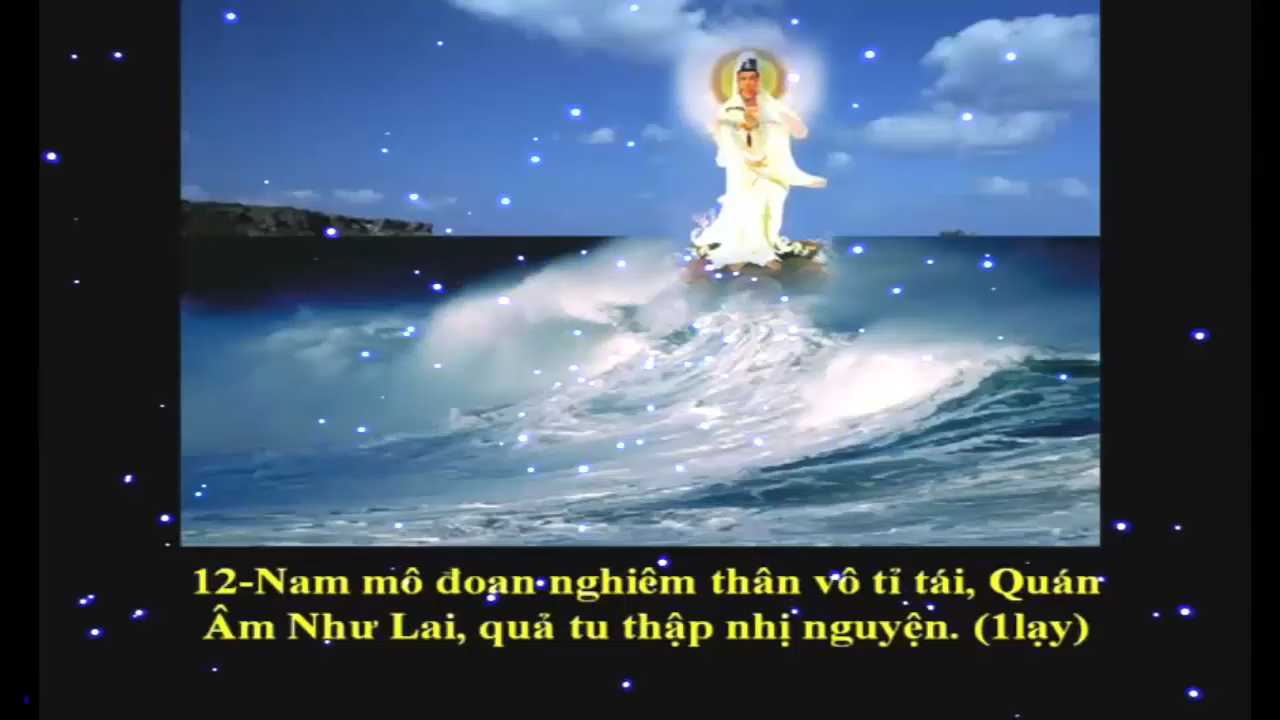 12-Nam mô đoan nghiêm thân vô tỉ tái, Quán
Âm Như Lai, quả tu thập nhị nguyện. (1lạy)